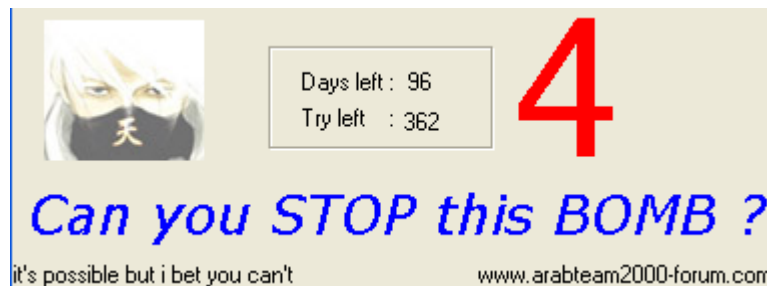 天
Days left : 96
Try left : 362
4
Can you STOP this BOMB ?
it's possible but i bet you can't
www.arabteam2000-forum.com